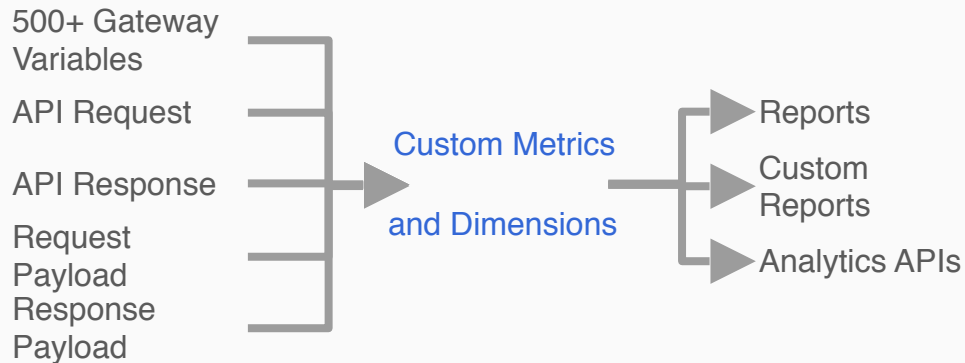 500+ Gateway
Variables
API Request
API Response
Request
Payload
Response
Payload
Custom Metrics
and Dimensions
Reports
Custom
Reports
Analytics APIs